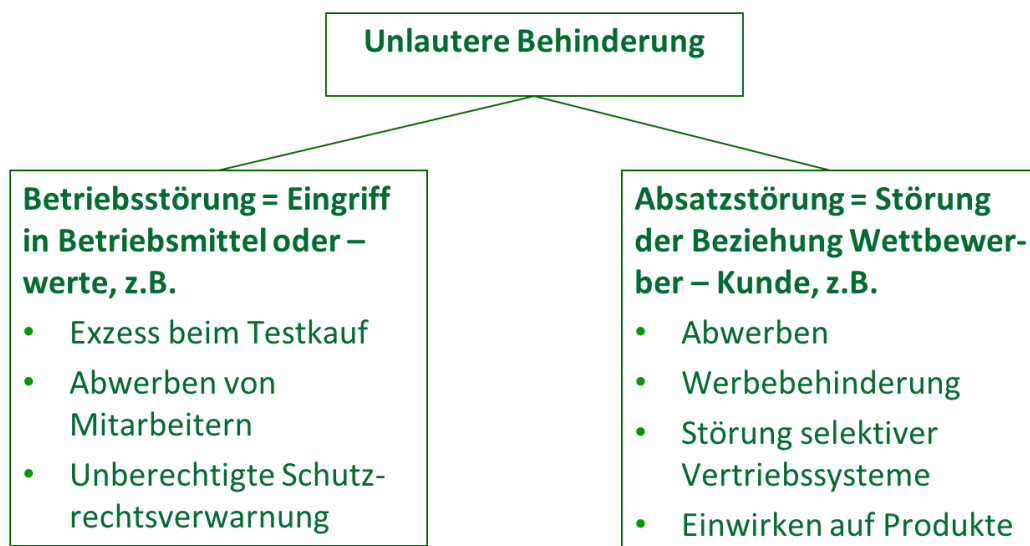 Unlautere Behinderung
Betriebsstörung = Eingriff
in Betriebsmittel oder –
werte, z.B.
• Exzess beim Testkauf
• Abwerben von
Mitarbeitern
• Unberechtigte Schutz-
rechtsverwarnung
Absatzstörung = Störung
der Beziehung Wettbewer-
ber – Kunde, z.B.
• Abwerben
• Werbebehinderung
• Störung selektiver
Vertriebssysteme
• Einwirken auf Produkte